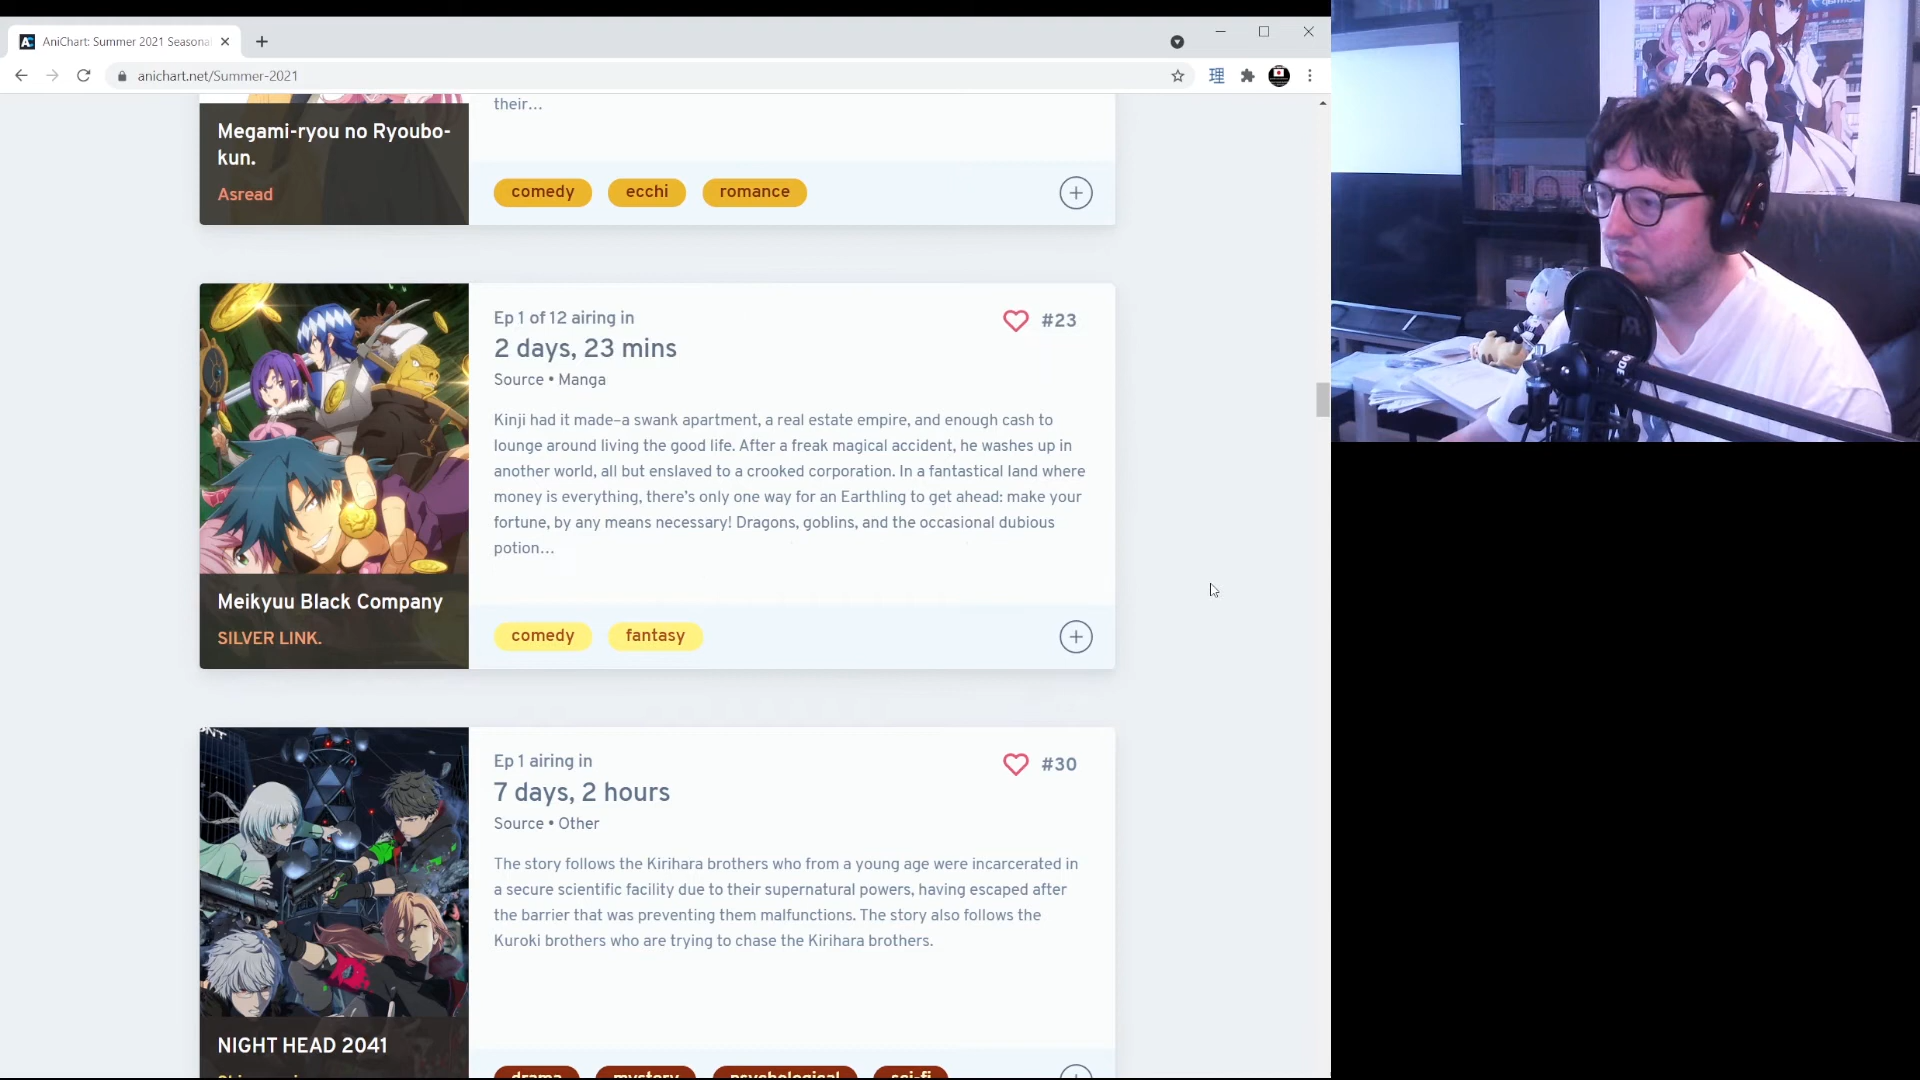 AniChart: Summer 2021 Seasonal
anichart.net/Summer-2021
理
their…
Megami-ryou no Ryoubo-
kun.
Asread
comedy ecchi romance
Ep 1 of 12 airing in
#23
2 days, 23 mins
Source • Manga
Kinji had it made–a swank apartment, a real estate empire, and enough cash to
lounge around living the good life. After a freak magical accident, he washes up in
another world, all but enslaved to a crooked corporation. In a fantastical land where
money is everything, there's only one way for an Earthling to get ahead: make your
fortune, by any means necessary! Dragons, goblins, and the occasional dubious
potion…
Meikyuu Black Company
SILVER LINK.
comedy fantasy
Ep 1 airing in
#30
7 days, 2 hours
Source • Other
The story follows the Kirihara brothers who from a young age were incarcerated in
a secure scientific facility due to their supernatural powers, having escaped after
the barrier that was preventing them malfunctions. The story also follows the
Kuroki brothers who are trying to chase the Kirihara brothers.
NIGHT HEAD 2041
drama mystery psychological sci-fi